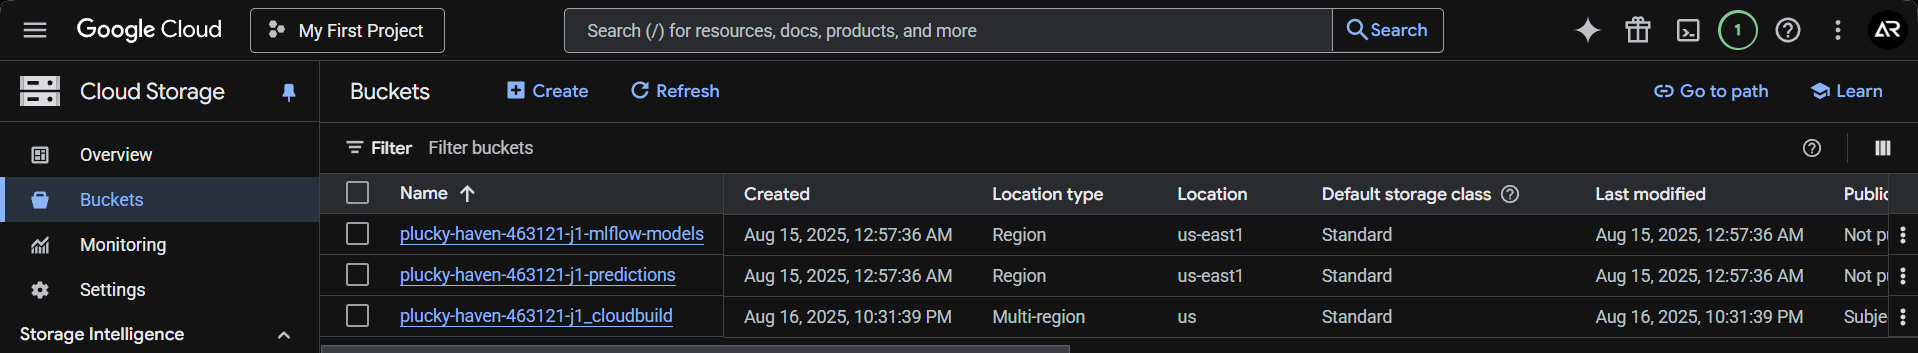 Google Cloud My First Project Search (/) for resources, docs, products, and more Search 1 AR
Cloud Storage Buckets Create Refresh Go to path Learn
Overview
Buckets
Monitoring
Settings
Storage Intelligence
Filter Filter buckets
Name Created Location type Location Default storage class Last modified Public
plucky-haven-463121-j1-mlflow-models Aug 15, 2025, 12:57:36 AM Region us-east1 Standard Aug 15, 2025, 12:57:36 AM Not pu
plucky-haven-463121-j1-predictions Aug 15, 2025, 12:57:36 AM Region us-east1 Standard Aug 15, 2025, 12:57:36 AM Not pu
plucky-haven-463121-j1_cloudbuild Aug 16, 2025, 10:31:39 PM Multi-region us Standard Aug 16, 2025, 10:31:39 PM Subje